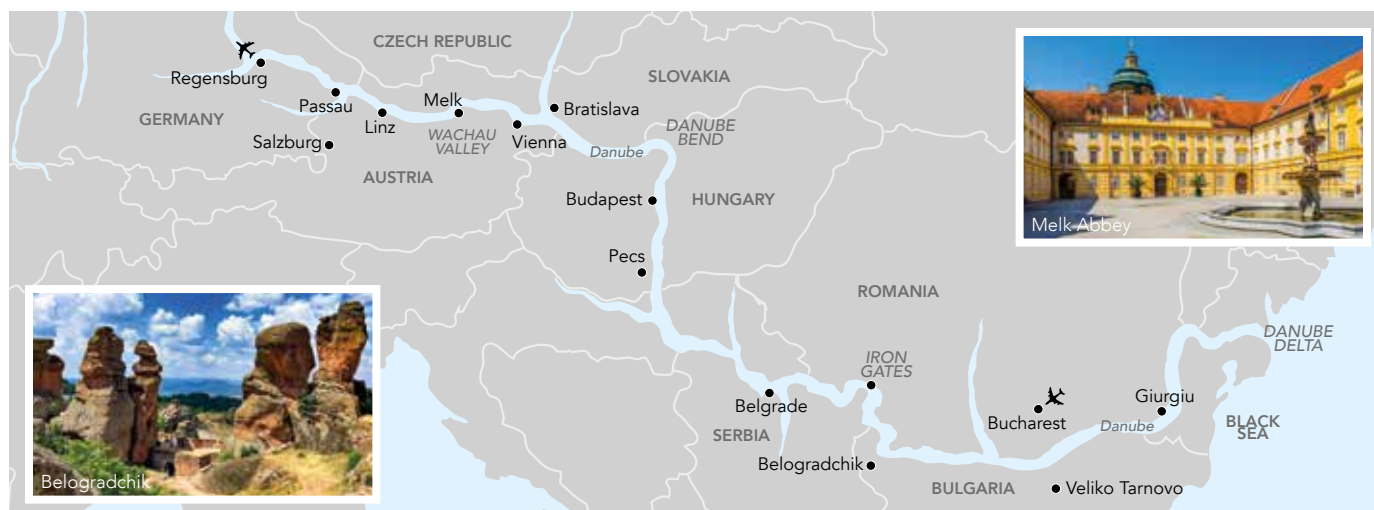 CZECH REPUBLIC
Regensburg
SLOVAKIA
Passau
Melk
Bratislava
GERMANY
Linz
WACHAU
VALLEY
Vienna
DANUBE
BEND
Salzburg
Danube
AUSTRIA
Budapest
HUNGARY
Melk Abbey
Pecs
ROMANIA
DANUBE
DELTA
IRON
GATES
Belgrade
Bucharest
Giurgiu
Danube
BLACK
SEA
SERBIA
Belogradchik
BULGARIA
Veliko Tarnovo
Belogradchik